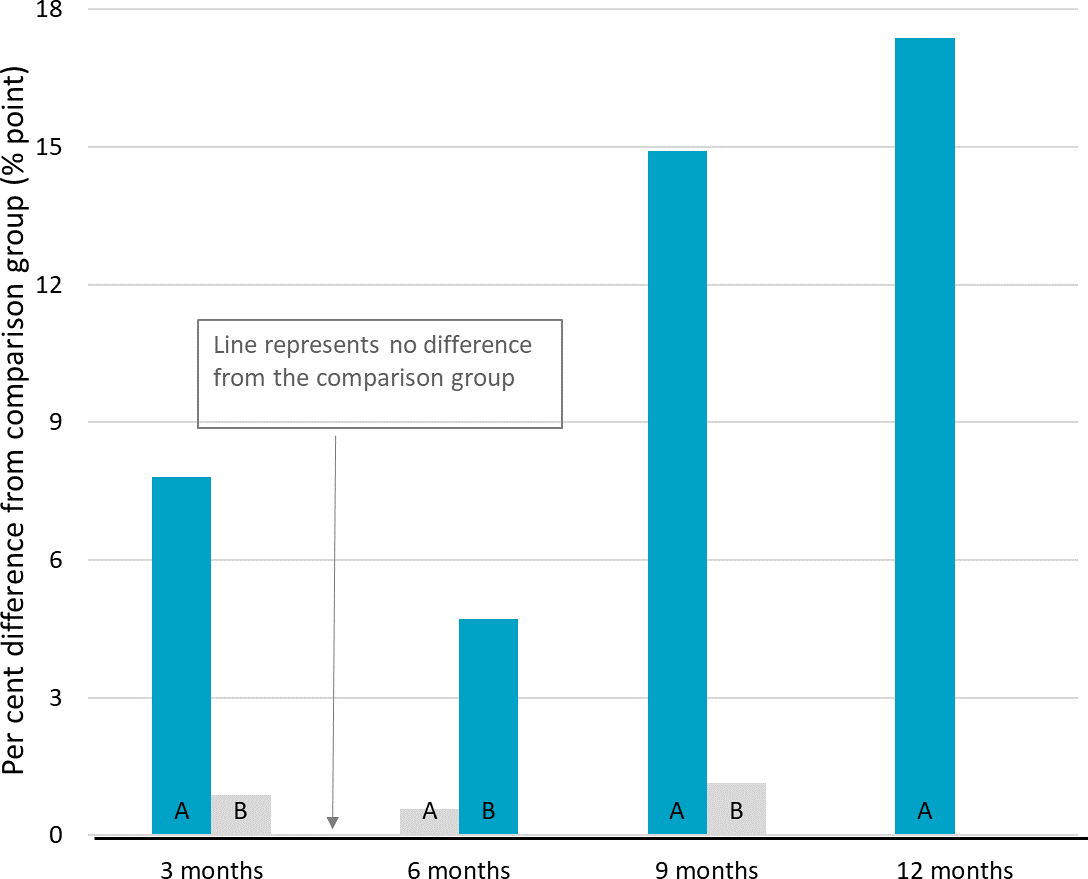 Per cent difference from comparison group (% point)
18
15
12
9
6
3
0
Line represents no difference
from the comparison group
A B
A B
A B
A
3 months 6 months 9 months 12 months